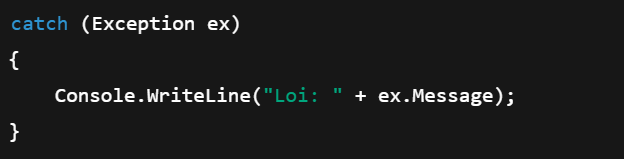 catch (Exception ex)
{
    Console.WriteLine("Loi: " + ex.Message);
}